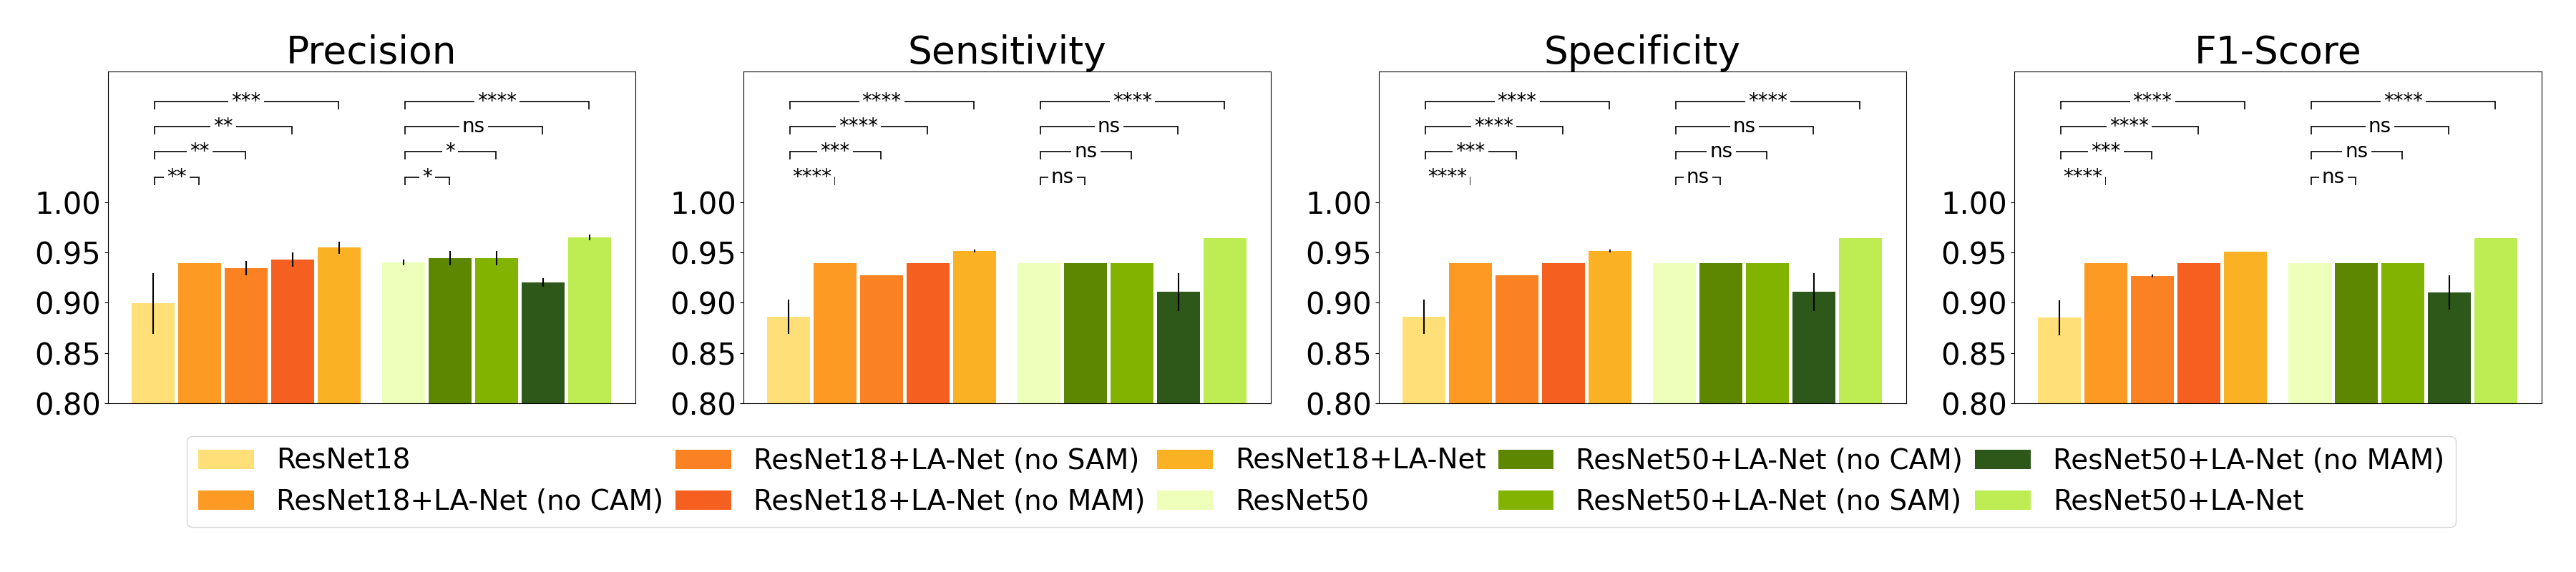 Precision Sensitivity Specificity F1-Score
*** **** **** **** **** **** **** ****
** ns **** ns **** ns **** ns
** * *** ns *** ns *** ns
** * **** ns **** ns **** ns
1.00 1.00 1.00 1.00
0.95 0.95 0.95 0.95
0.90 0.90 0.90 0.90
0.85 0.85 0.85 0.85
0.80 0.80 0.80 0.80
ResNet18 ResNet18+LA-Net (no SAM) ResNet18+LA-Net ResNet50+LA-Net (no CAM) ResNet50+LA-Net (no MAM)
ResNet18+LA-Net (no CAM) ResNet18+LA-Net (no MAM) ResNet50 ResNet50+LA-Net (no SAM) ResNet50+LA-Net